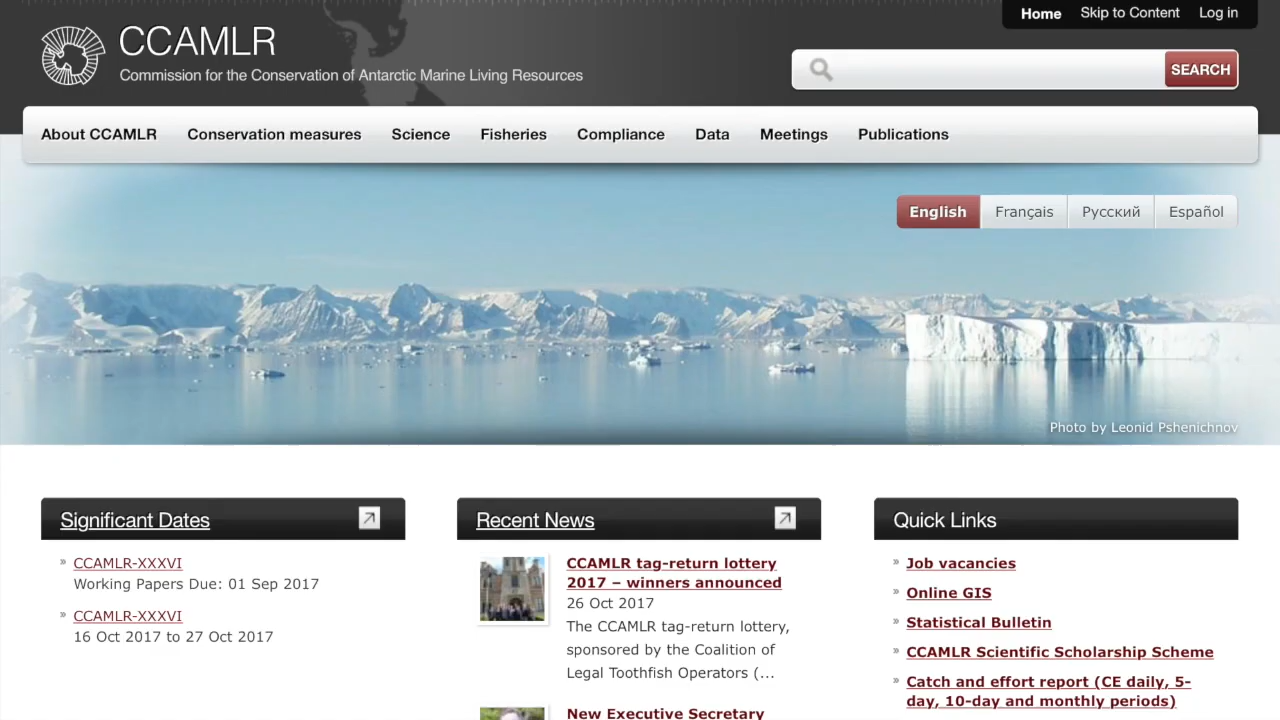 Home Skip to Content Log in
CCAMLR
Commission for the Conservation of Antarctic Marine Living Resources
SEARCH
About CCAMLR Conservation measures Science Fisheries Compliance Data Meetings Publications
English Français Русский Español
Photo by Leonid Pshenichnov
Significant Dates
» CCAMLR-XXXVI
Working Papers Due: 01 Sep 2017
» CCAMLR-XXXVI
16 Oct 2017 to 27 Oct 2017
Recent News
CCAMLR tag-return lottery
2017 – winners announced
26 Oct 2017
The CCAMLR tag-return lottery,
sponsored by the Coalition of
Legal Toothfish Operators (...
New Executive Secretary
Quick Links
» Job vacancies
» Online GIS
» Statistical Bulletin
» CCAMLR Scientific Scholarship Scheme
» Catch and effort report (CE daily, 5-
day, 10-day and monthly periods)